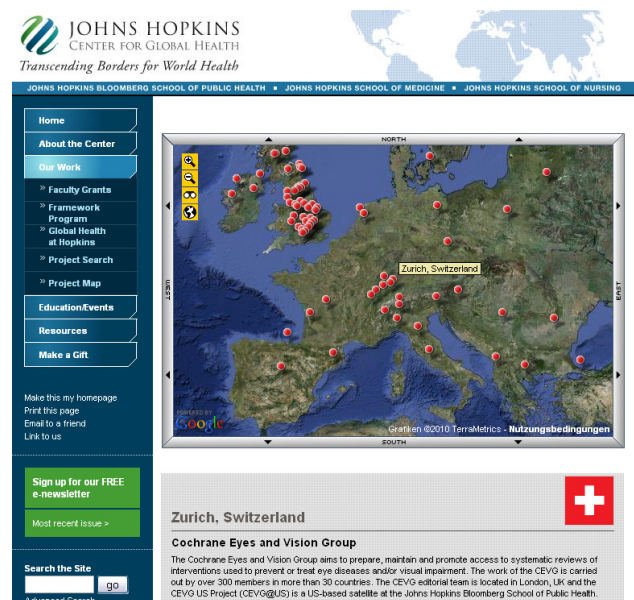 JOHNS HOPKINS
CENTER FOR GLOBAL HEALTH
Transcending Borders for World Health
JOHNS HOPKINS BLOOMBERG SCHOOL OF PUBLIC HEALTH ■ JOHNS HOPKINS SCHOOL OF MEDICINE ■ JOHNS HOPKINS SCHOOL OF NURSING
Home
About the Center
Our Work
» Faculty Grants
» Framework
Program
» Global Health
at Hopkins
» Project Search
» Project Map
Education/Events
Resources
Make a Gift
Make this my homepage
Print this page
Email to a friend
Link to us
Sign up for our FREE
e-newsletter
Most recent issue >
Search the Site
go
Advanced Search
NORTH
WEST
EAST
Zurich, Switzerland
POWERED BY
Google
Grafiken ©2010 TerraMetrics - Nutzungsbedingungen
SOUTH
Zurich, Switzerland
Cochrane Eyes and Vision Group
The Cochrane Eyes and Vision Group aims to prepare, maintain and promote access to systematic reviews of
interventions used to prevent or treat eye diseases and/or visual impairment. The work of the CEVG is carried
out by over 300 members in more than 30 countries. The CEVG editorial team is located in London, UK and the
CEVG US Project (CEVG@US) is a US-based satellite at the Johns Hopkins Bloomberg School of Public Health.